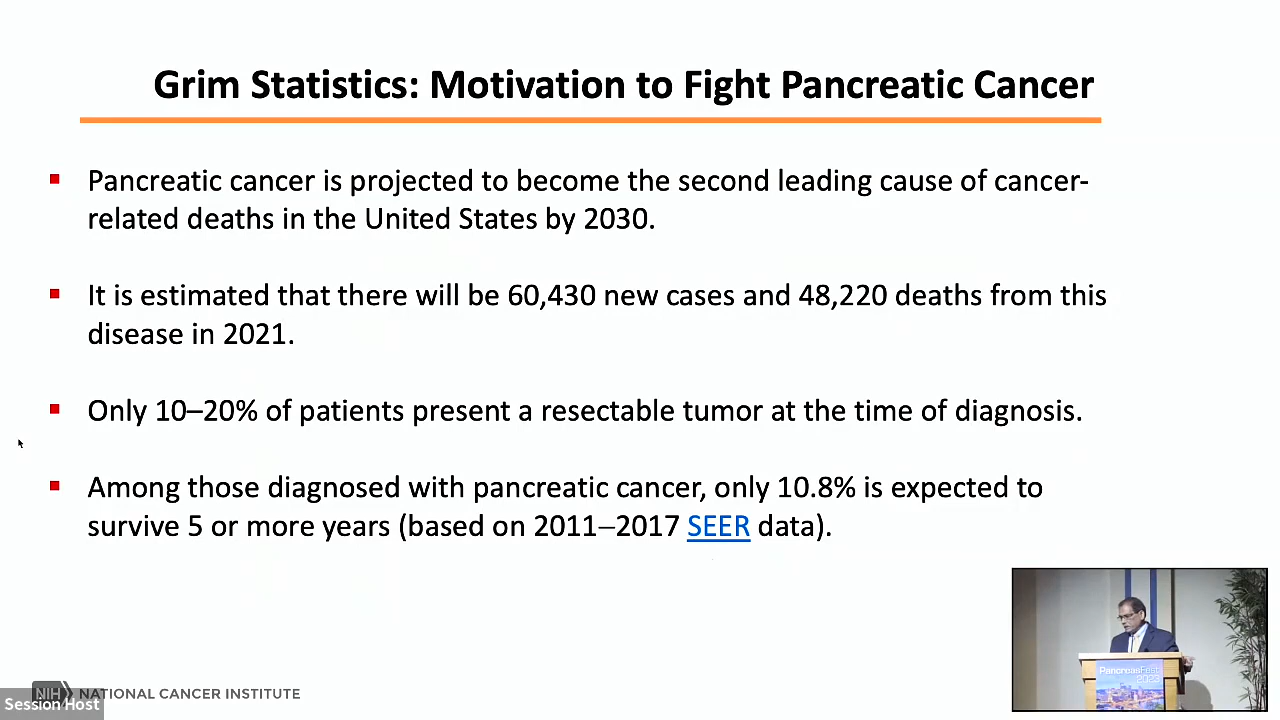 Grim Statistics: Motivation to Fight Pancreatic Cancer
Pancreatic cancer is projected to become the second leading cause of cancer-
related deaths in the United States by 2030.
It is estimated that there will be 60,430 new cases and 48,220 deaths from this
disease in 2021.
Only 10–20% of patients present a resectable tumor at the time of diagnosis.
Among those diagnosed with pancreatic cancer, only 10.8% is expected to
survive 5 or more years (based on 2011–2017 SEER data).
PancreasFest
2022
NIH NATIONAL CANCER INSTITUTE
Session Host